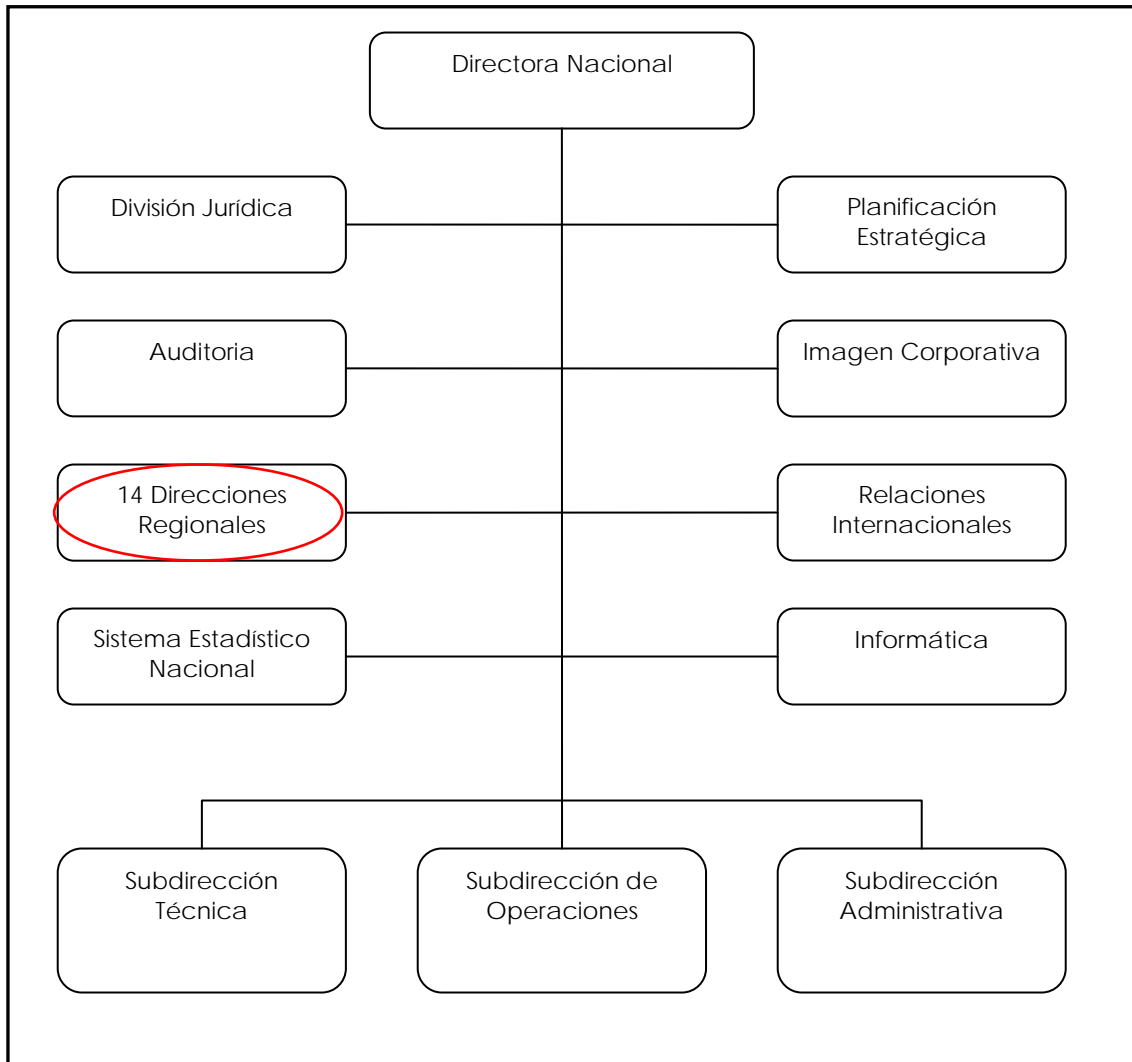 Directora Nacional
División Jurídica
Planificación
Estratégica
Auditoria
Imagen Corporativa
14 Direcciones
Regionales
Relaciones
Internacionales
Sistema Estadístico
Nacional
Informática
Subdirección
Técnica
Subdirección de
Operaciones
Subdirección
Administrativa